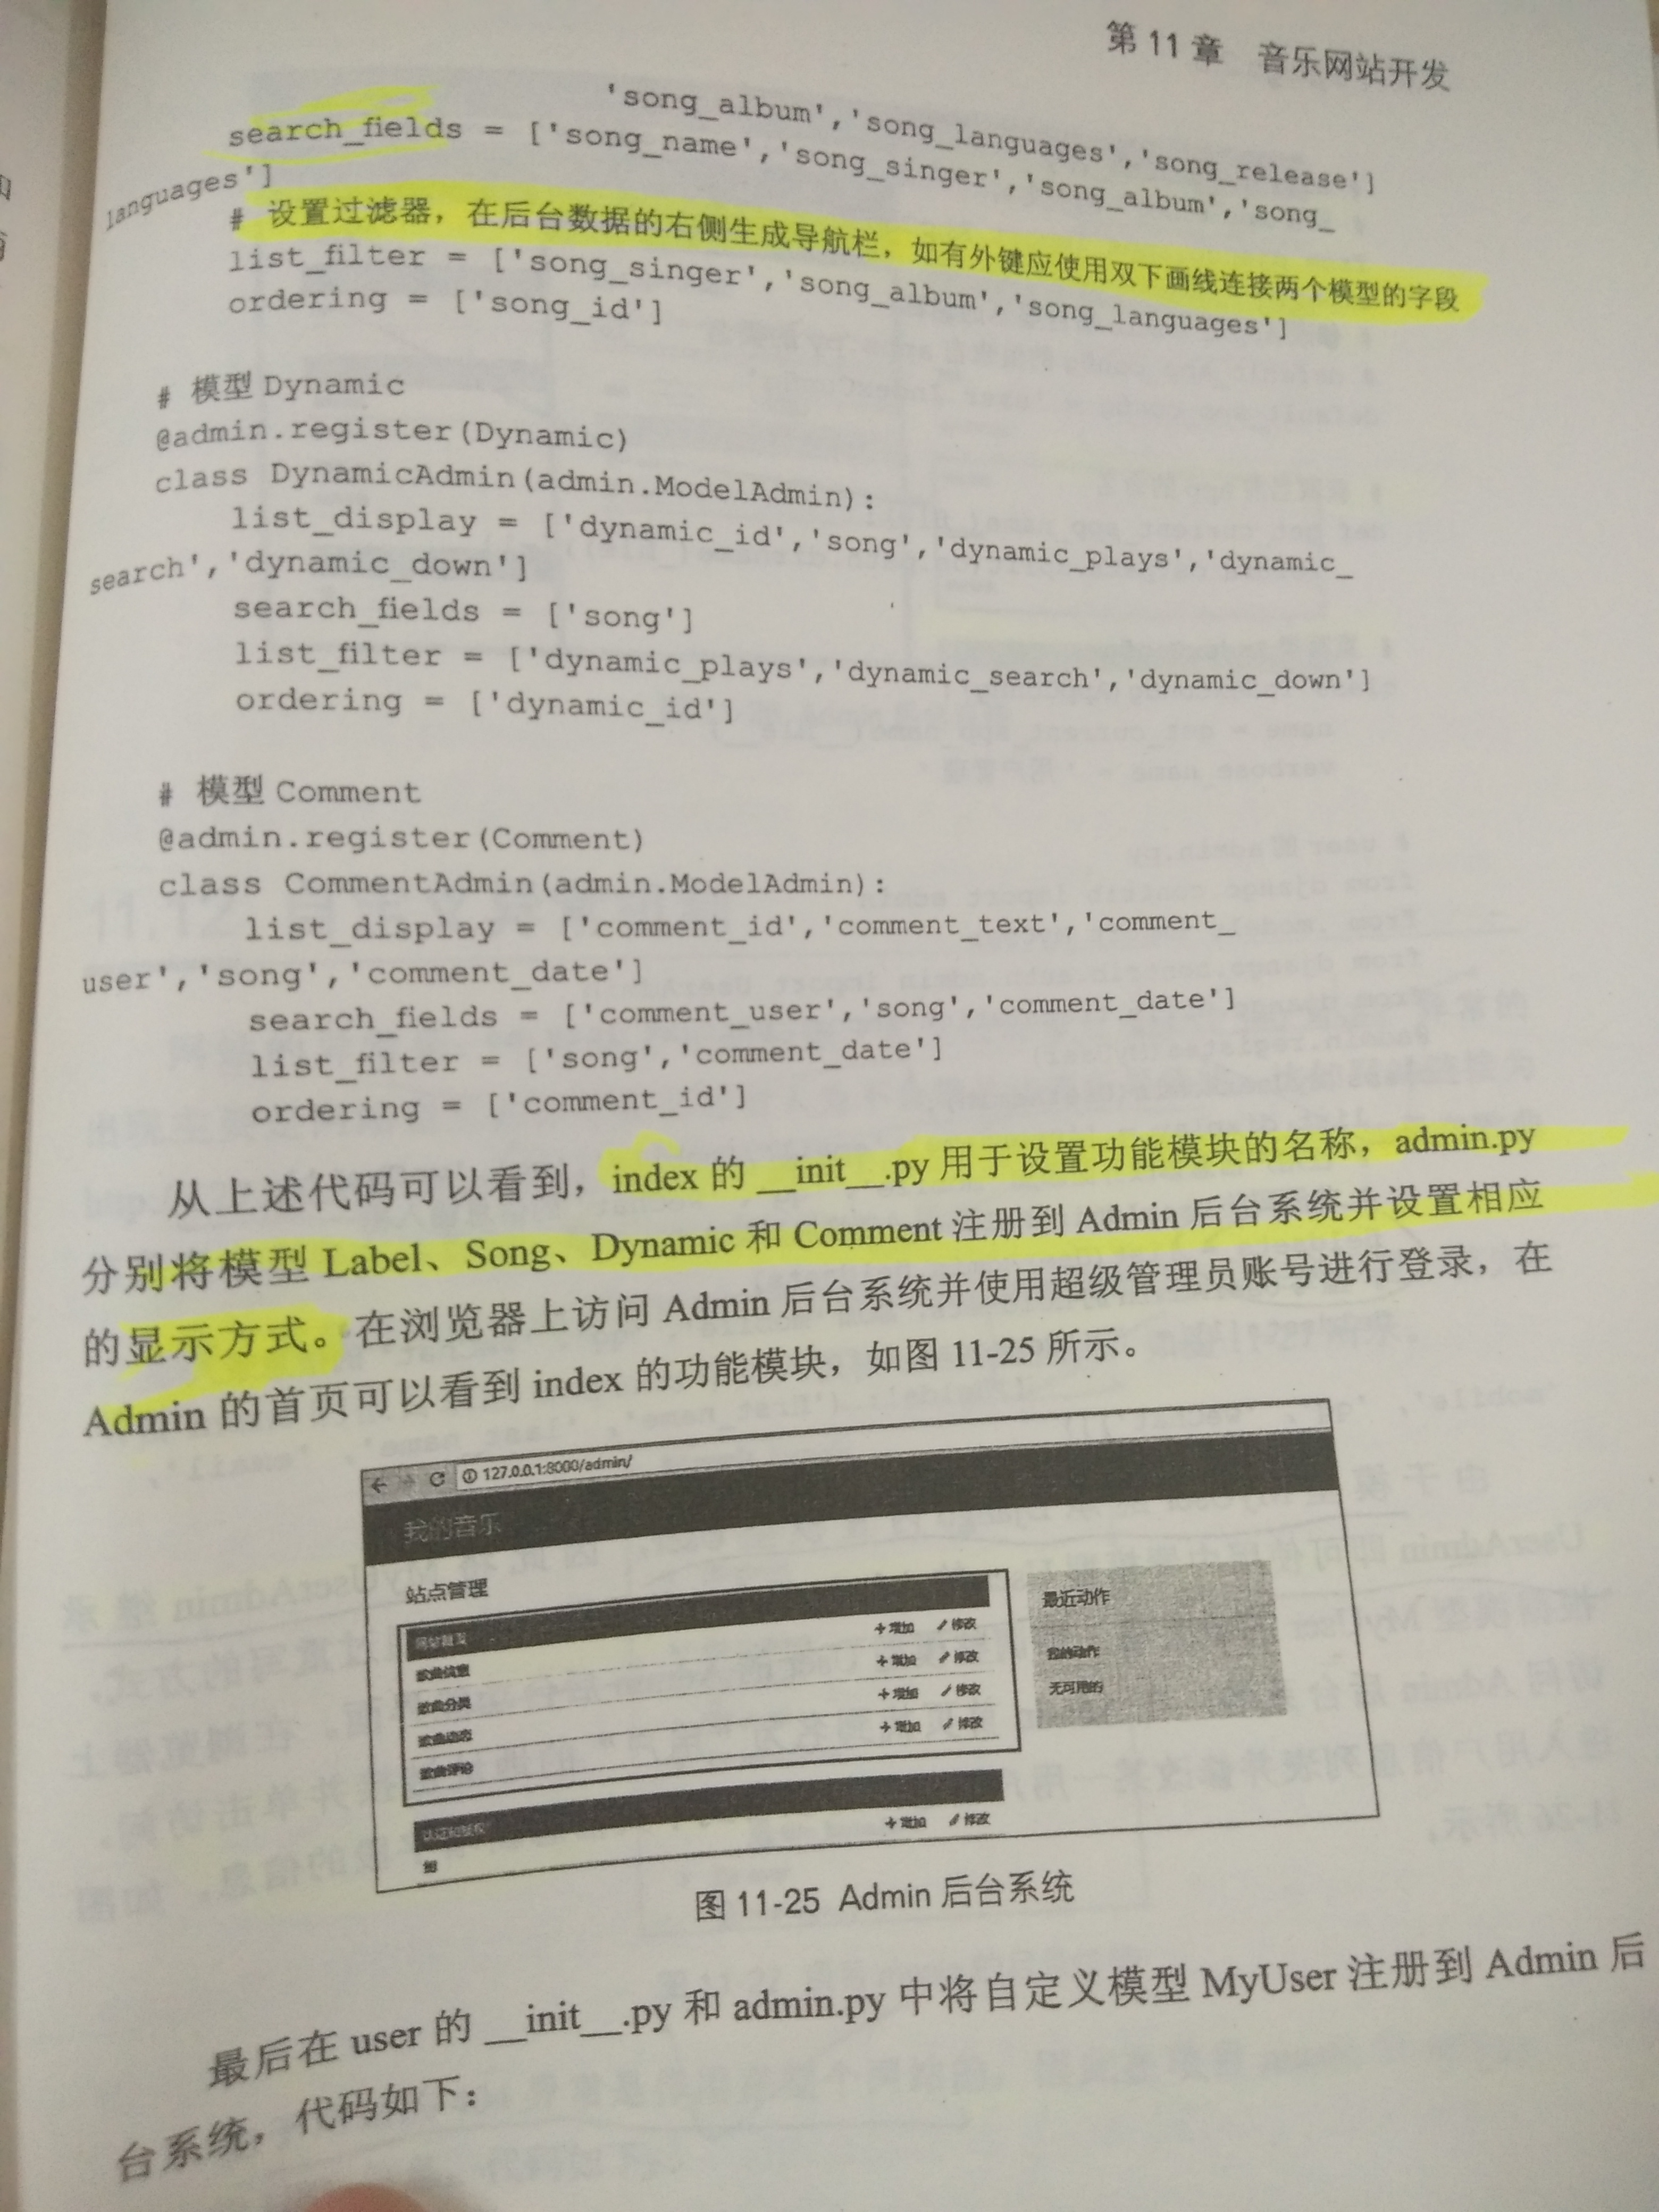 第 11 章 音乐网站开发
'song_album','song_languages','song_release']
search_fields = ['song_name','song_singer','song_album','song_
languages']
# 设置过滤器，在后台数据的右侧生成导航栏，如有外键应使用双下画线连接两个模型的字段
list_filter = ['song_singer','song_album','song_languages']
ordering = ['song_id']
# 模型 Dynamic
@admin.register(Dynamic)
class DynamicAdmin(admin.ModelAdmin):
list_display = ['dynamic_id','song','dynamic_plays','dynamic_
search','dynamic_down']
search_fields = ['song']
list_filter = ['dynamic_plays','dynamic_search','dynamic_down']
ordering = ['dynamic_id']
# 模型 Comment
@admin.register(Comment)
class CommentAdmin(admin.ModelAdmin):
list_display = ['comment_id','comment_text','comment_
user','song','comment_date']
search_fields = ['comment_user','song','comment_date']
list_filter = ['song','comment_date']
ordering = ['comment_id']
从上述代码可以看到，index 的 __init__.py 用于设置功能模块的名称，admin.py
分别将模型 Label、Song、Dynamic 和 Comment 注册到 Admin 后台系统并设置相应
的显示方式。在浏览器上访问 Admin 后台系统并使用超级管理员账号进行登录，在
Admin 的首页可以看到 index 的功能模块，如图 11-25 所示。
127.0.0.1:8000/admin/
我的音乐
站点管理
最近动作
+ 增加 修改
歌曲信息 + 增加 修改
歌曲分类 + 增加 修改
歌曲动态 + 增加 修改
歌曲评论
我的动作
无可用的
认证和授权
组 + 增加 修改
图 11-25 Admin 后台系统
最后在 user 的 __init__.py 和 admin.py 中将自定义模型 MyUser 注册到 Admin 后
台系统，代码如下：